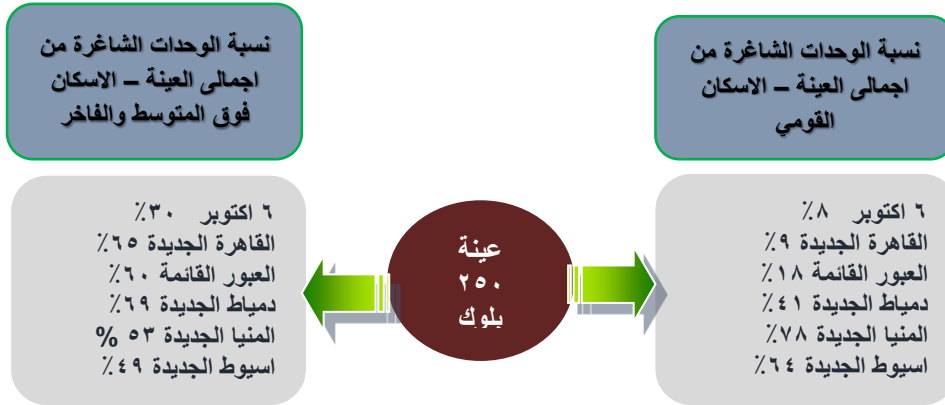 نسبة الوحدات الشاغرة من
اجمالى العينة – الاسكان
القومي
٦ اكتوبر ٨٪
القاهرة الجديدة ٩٪
العبور القائمة ١٨٪
دمياط الجديدة ٤١٪
المنيا الجديدة ٧٨٪
اسيوط الجديدة ٦٤٪
عينة
٢٥٠
بلوك
نسبة الوحدات الشاغرة من
اجمالى العينة – الاسكان
فوق المتوسط والفاخر
٦ اكتوبر ٣٠٪
القاهرة الجديدة ٦٥٪
العبور القائمة ٦٠٪
دمياط الجديدة ٦٩٪
المنيا الجديدة ٥٣ %
اسيوط الجديدة ٤٩٪